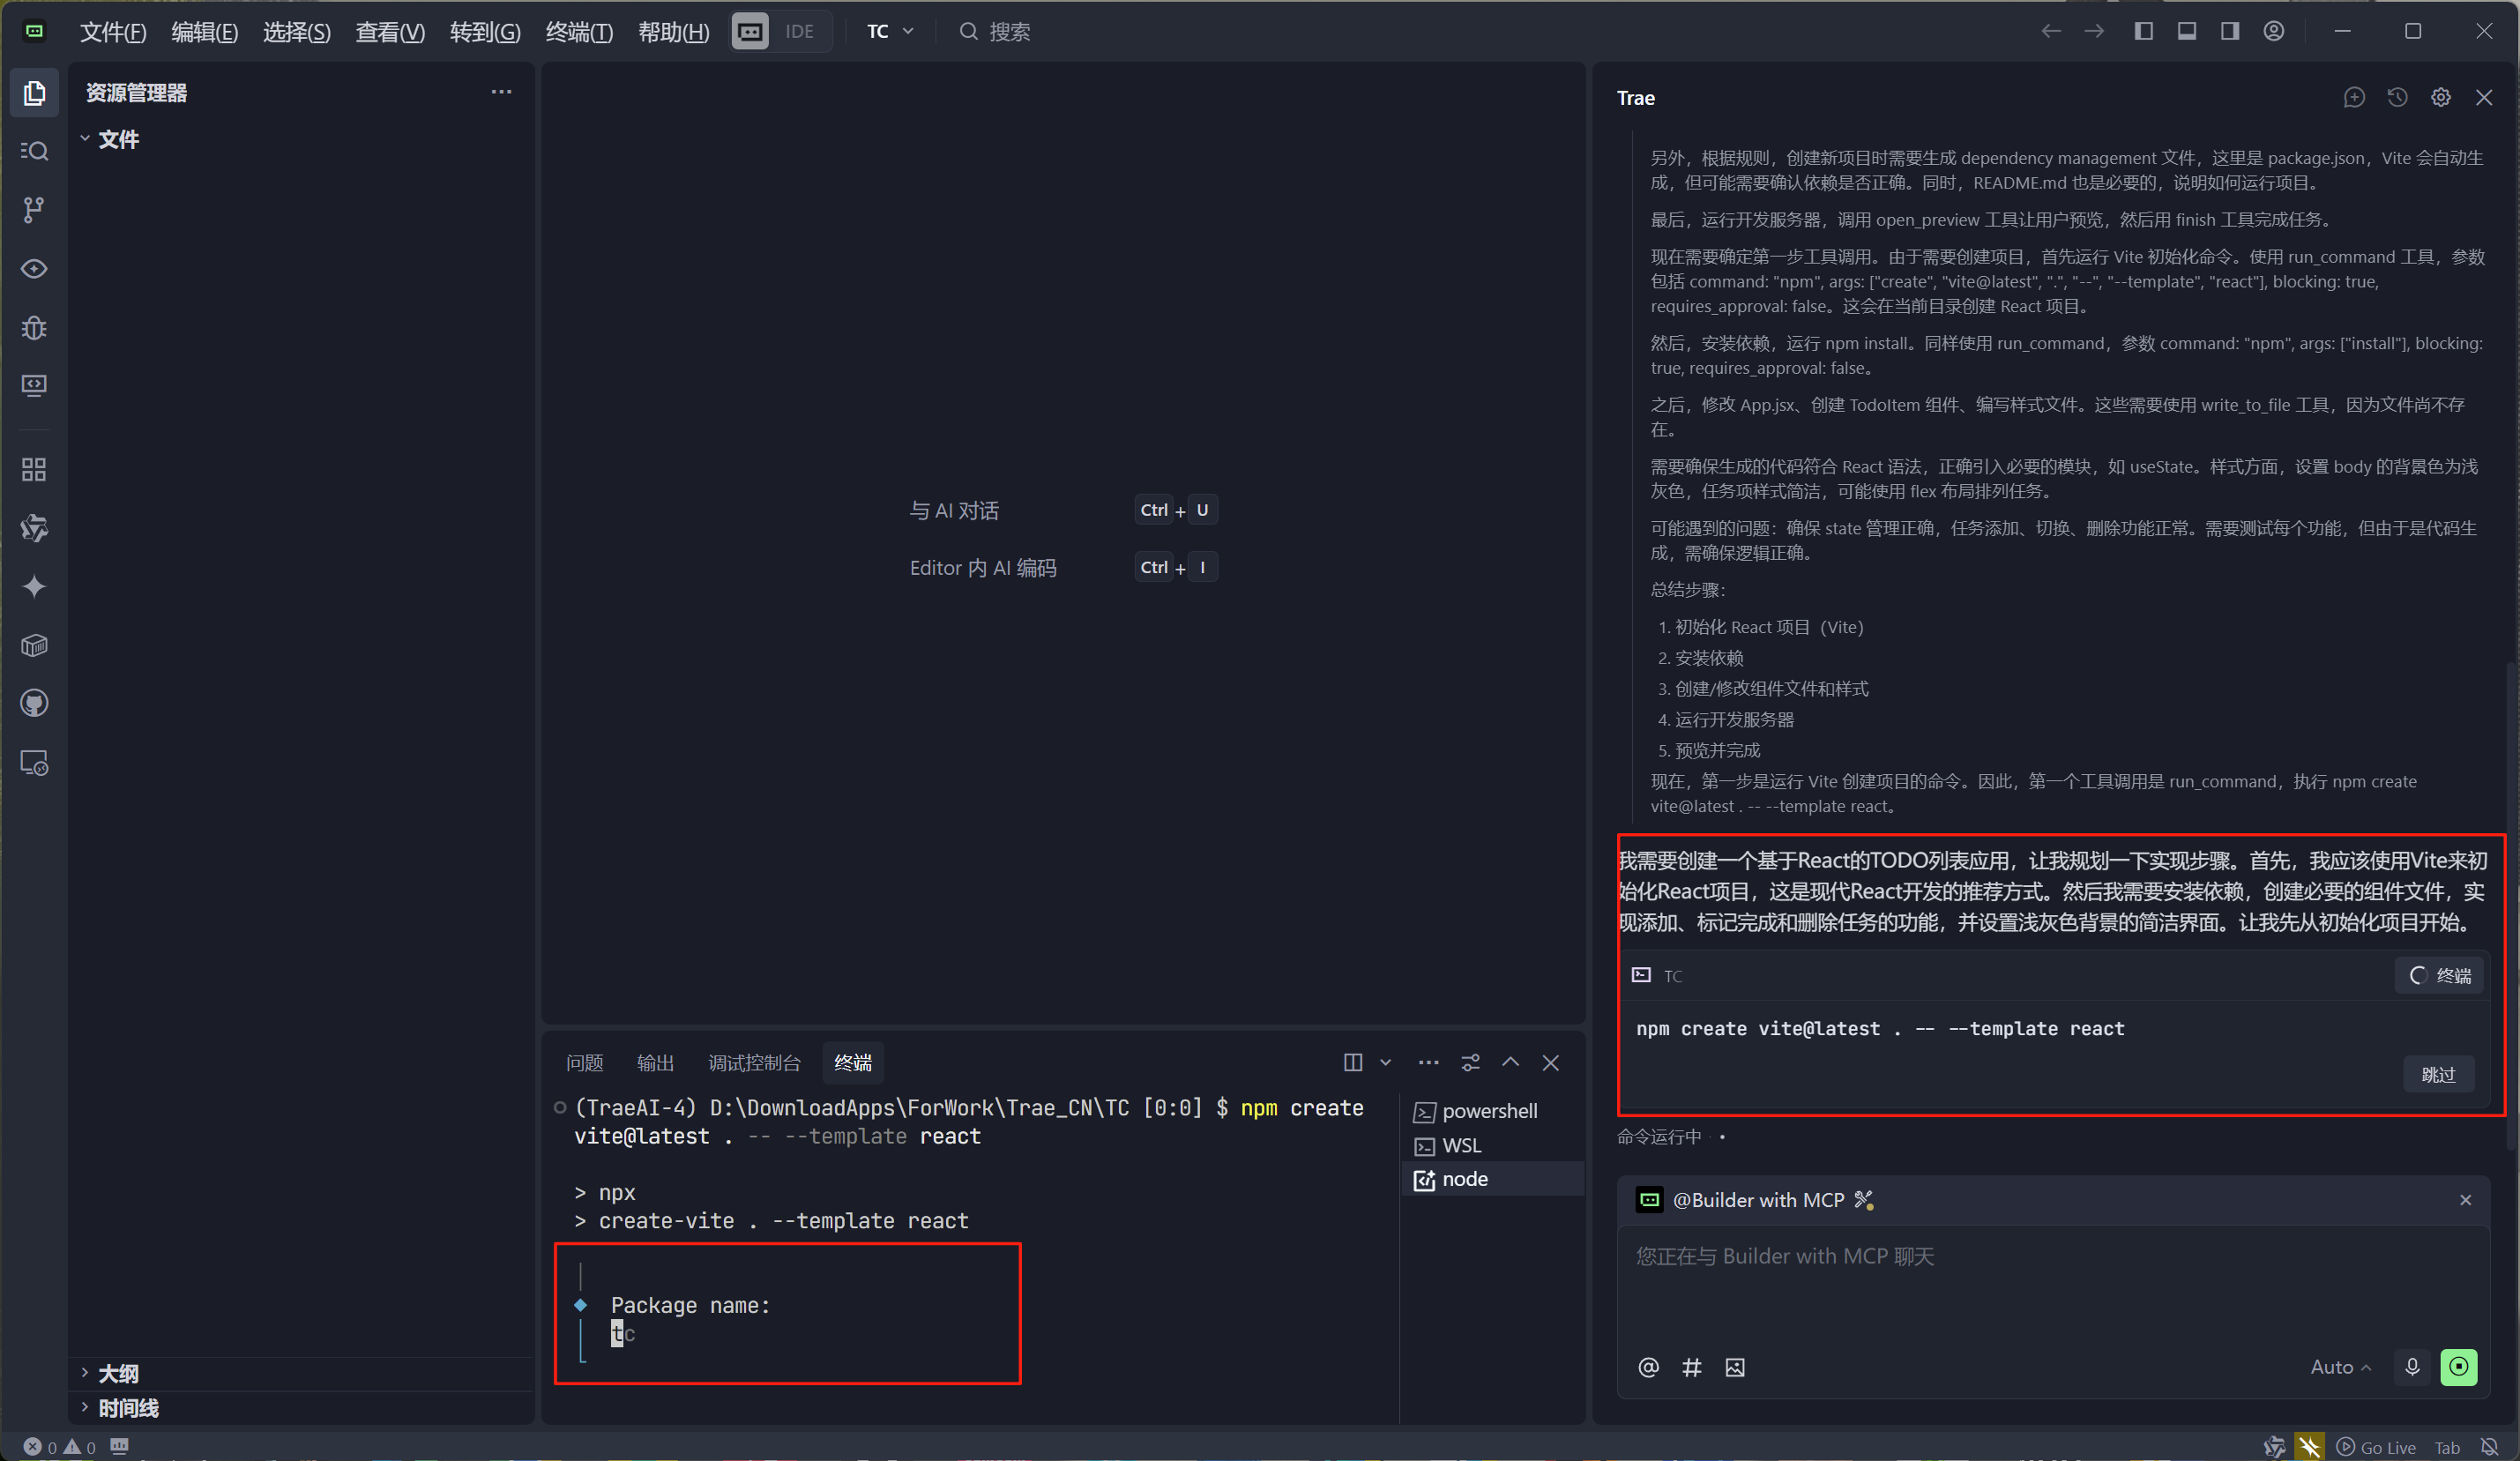 文件(F) 编辑(E) 选择(S) 查看(V) 转到(G) 终端(T) 帮助(H) IDE TC 搜索
资源管理器
文件
大纲
时间线
与 AI 对话 Ctrl + U
Editor 内 AI 编码 Ctrl + I
问题 输出 调试控制台 终端
(TraeAI-4) D:\DownloadApps\ForWork\Trae_CN\TC [0:0] $ npm create
vite@latest . -- --template react
> npx
> create-vite . --template react
Package name:
tc
powershell
WSL
node
Trae
另外，根据规则，创建新项目时需要生成 dependency management 文件，这里是 package.json，Vite 会自动生
成，但可能需要确认依赖是否正确。同时，README.md 也是必要的，说明如何运行项目。
最后，运行开发服务器，调用 open_preview 工具让用户预览，然后用 finish 工具完成任务。
现在需要确定第一步工具调用。由于需要创建项目，首先运行 Vite 初始化命令。使用 run_command 工具，参数
包括 command: "npm", args: ["create", "vite@latest", ".", "--", "--template", "react"], blocking: true,
requires_approval: false。这会在当前目录创建 React 项目。
然后，安装依赖，运行 npm install。同样使用 run_command，参数 command: "npm", args: ["install"], blocking:
true, requires_approval: false。
之后，修改 App.jsx、创建 TodoItem 组件、编写样式文件。这些需要使用 write_to_file 工具，因为文件尚不存
在。
需要确保生成的代码符合 React 语法，正确引入必要的模块，如 useState。样式方面，设置 body 的背景色为浅
灰色，任务项样式简洁，可能使用 flex 布局排列任务。
可能遇到的问题：确保 state 管理正确，任务添加、切换、删除功能正常。需要测试每个功能，但由于是代码生
成，需确保逻辑正确。
总结步骤：
1. 初始化 React 项目（Vite）
2. 安装依赖
3. 创建/修改组件文件和样式
4. 运行开发服务器
5. 预览并完成
现在，第一步是运行 Vite 创建项目的命令。因此，第一个工具调用是 run_command，执行 npm create
vite@latest . -- --template react。
我需要创建一个基于React的TODO列表应用，让我规划一下实现步骤。首先，我应该使用Vite来初
始化React项目，这是现代React开发的推荐方式。然后我需要安装依赖，创建必要的组件文件，实
现添加、标记完成和删除任务的功能，并设置浅灰色背景的简洁界面。让我先从初始化项目开始。
TC 终端
npm create vite@latest . -- --template react
跳过
命令运行中
@Builder with MCP
您正在与 Builder with MCP 聊天
Auto
0 0 Go Live Tab